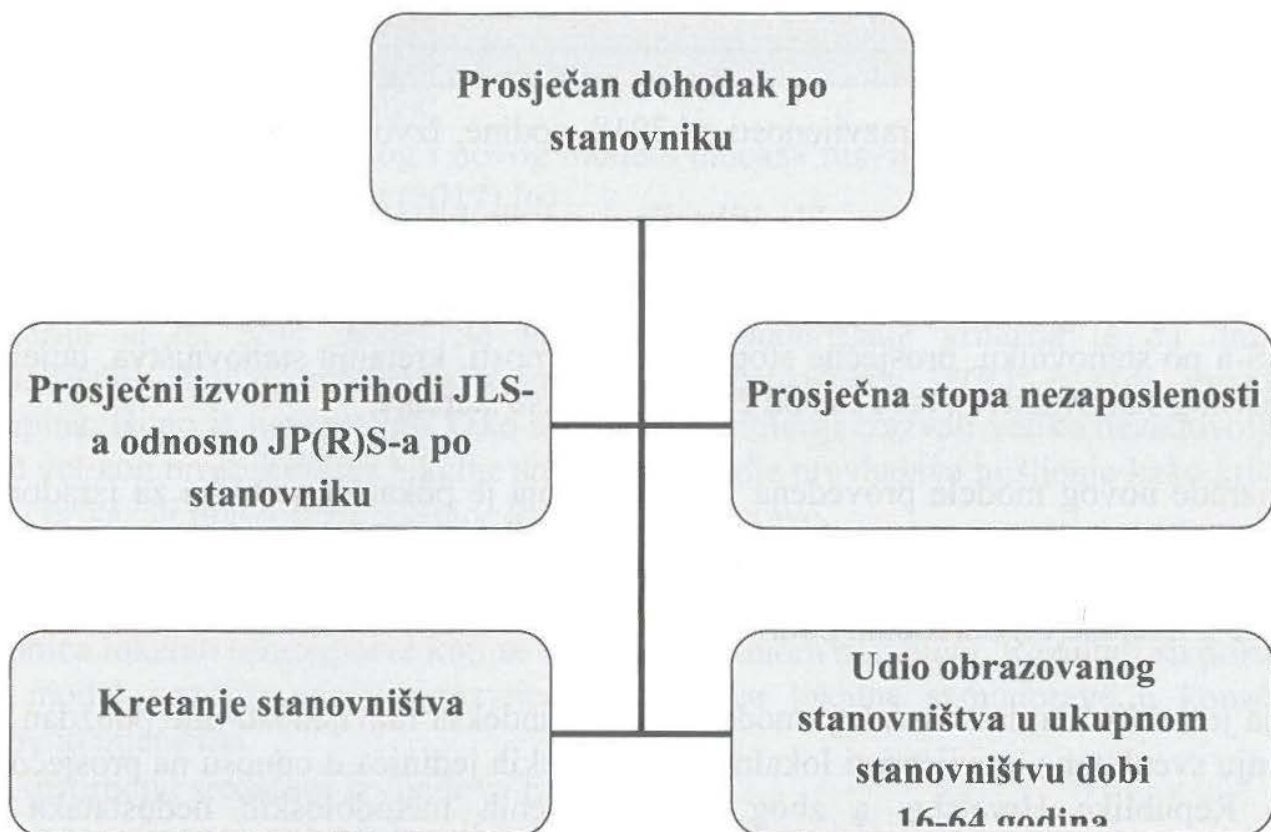 Prosječan dohodak po
stanovniku
Prosječni izvorni prihodi JLS-
a odnosno JP(R)S-a po
stanovniku
Prosječna stopa nezaposlenosti
Kretanje stanovništva
Udio obrazovanog
stanovništva u ukupnom
stanovništvu dobi
16-64 godina